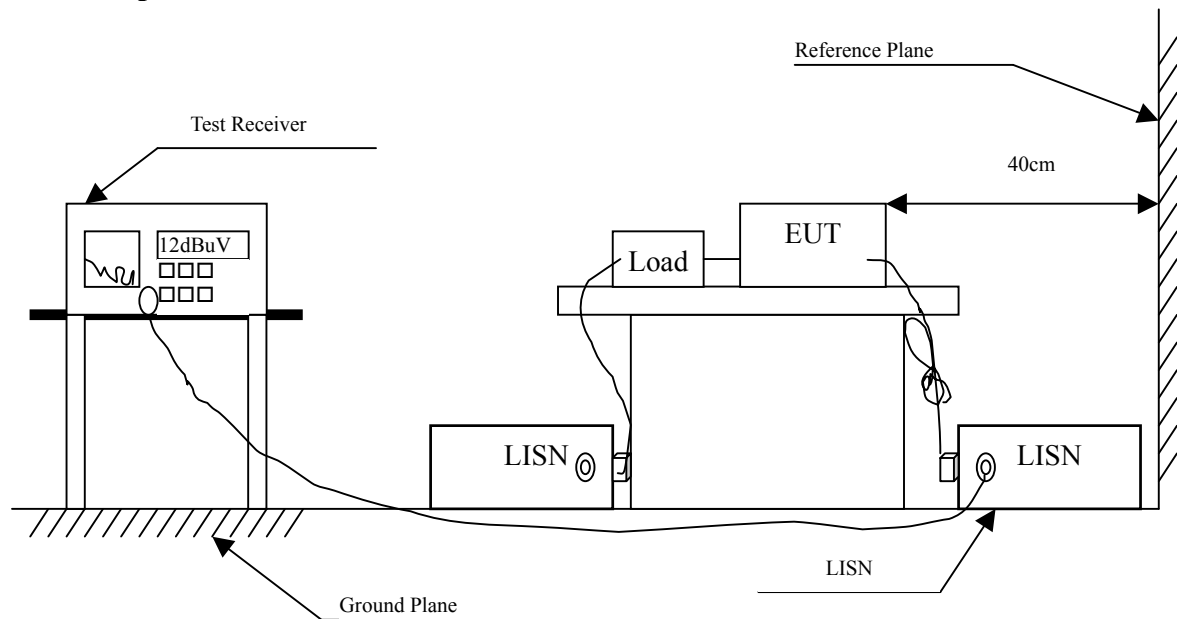 Reference Plane
Test Receiver
40cm
12dBuV
EUT
Load
LISN
LISN
LISN
Ground Plane